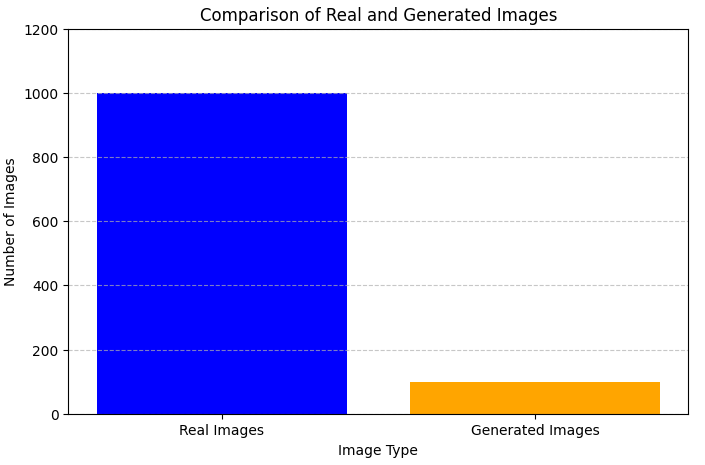 Comparison of Real and Generated Images
1200
1000
800
600
400
200
0
Number of Images
Real Images
Generated Images
Image Type